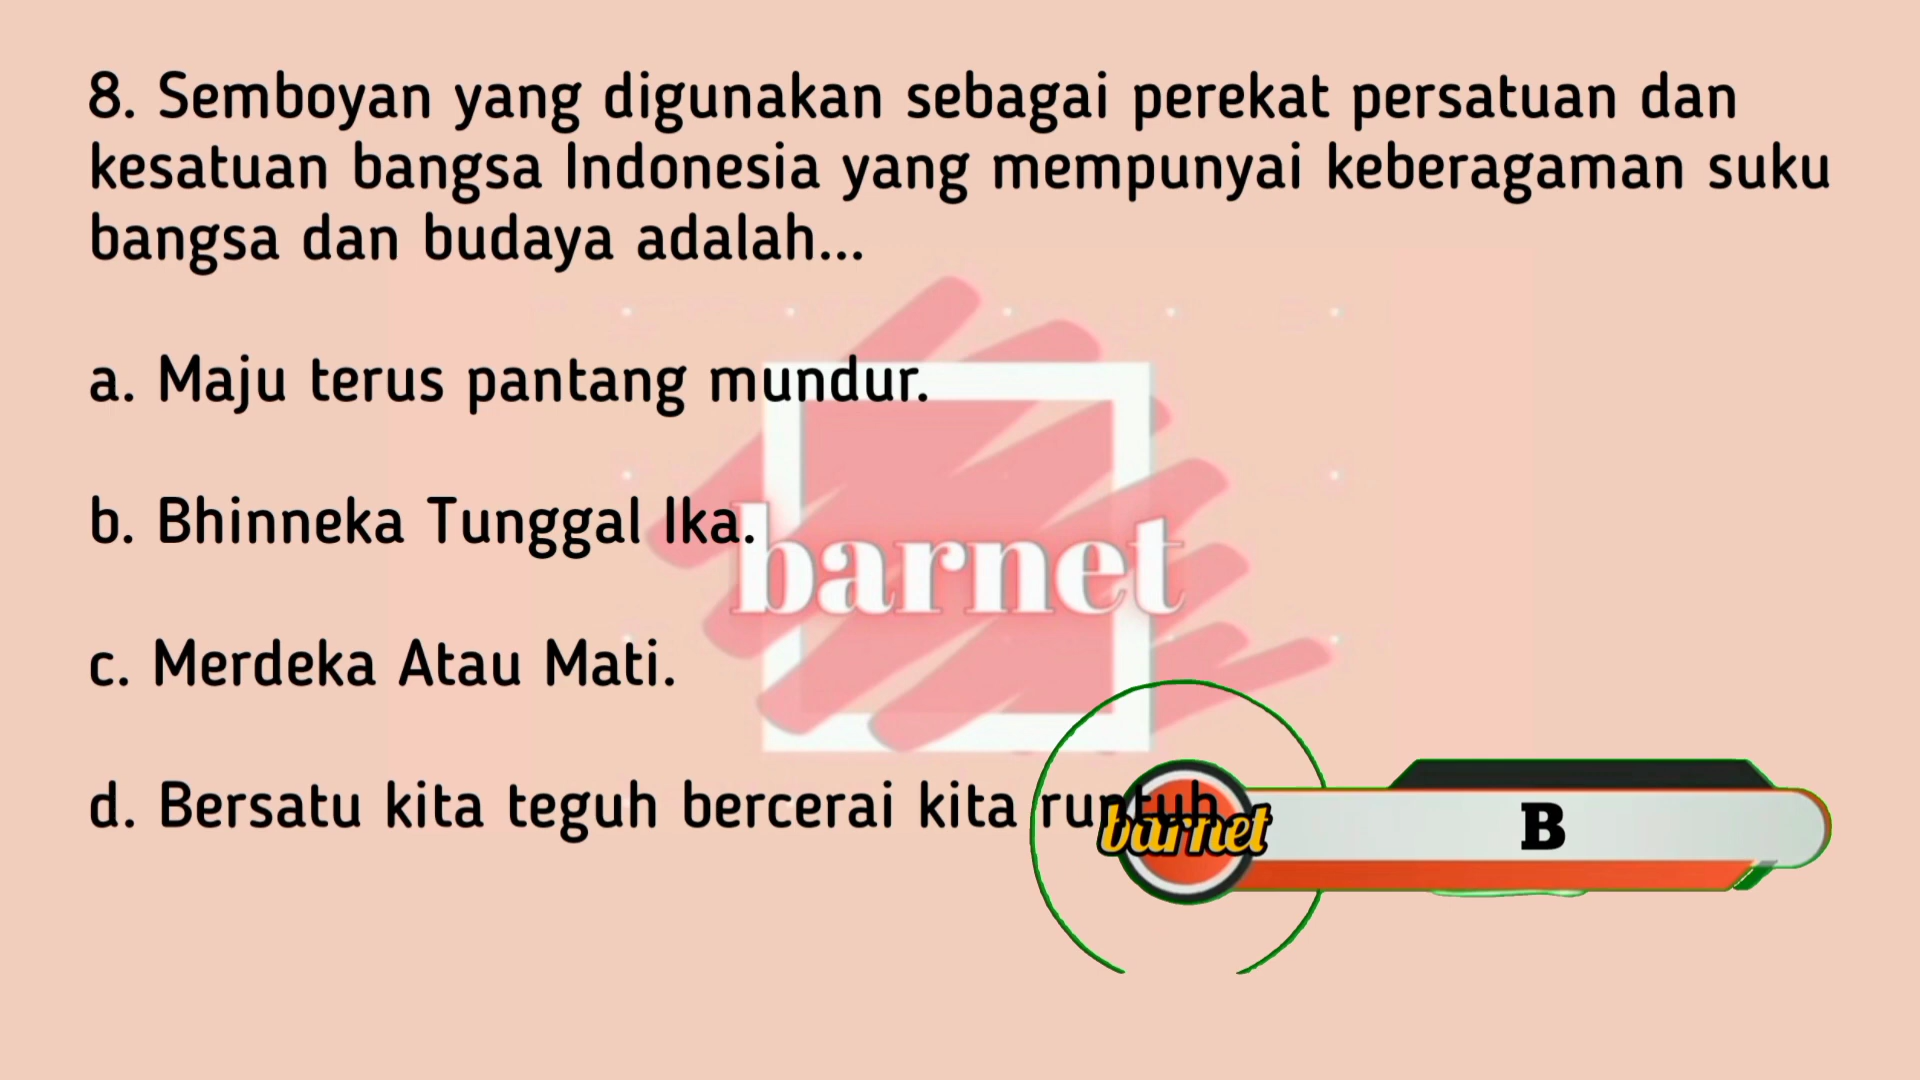 8. Semboyan yang digunakan sebagai perekat persatuan dan
kesatuan bangsa Indonesia yang mempunyai keberagaman suku
bangsa dan budaya adalah...
a. Maju terus pantang mundur.
b. Bhinneka Tunggal Ika.
barnet
c. Merdeka Atau Mati.
d. Bersatu kita teguh bercerai kita runtuh.
barnet
B